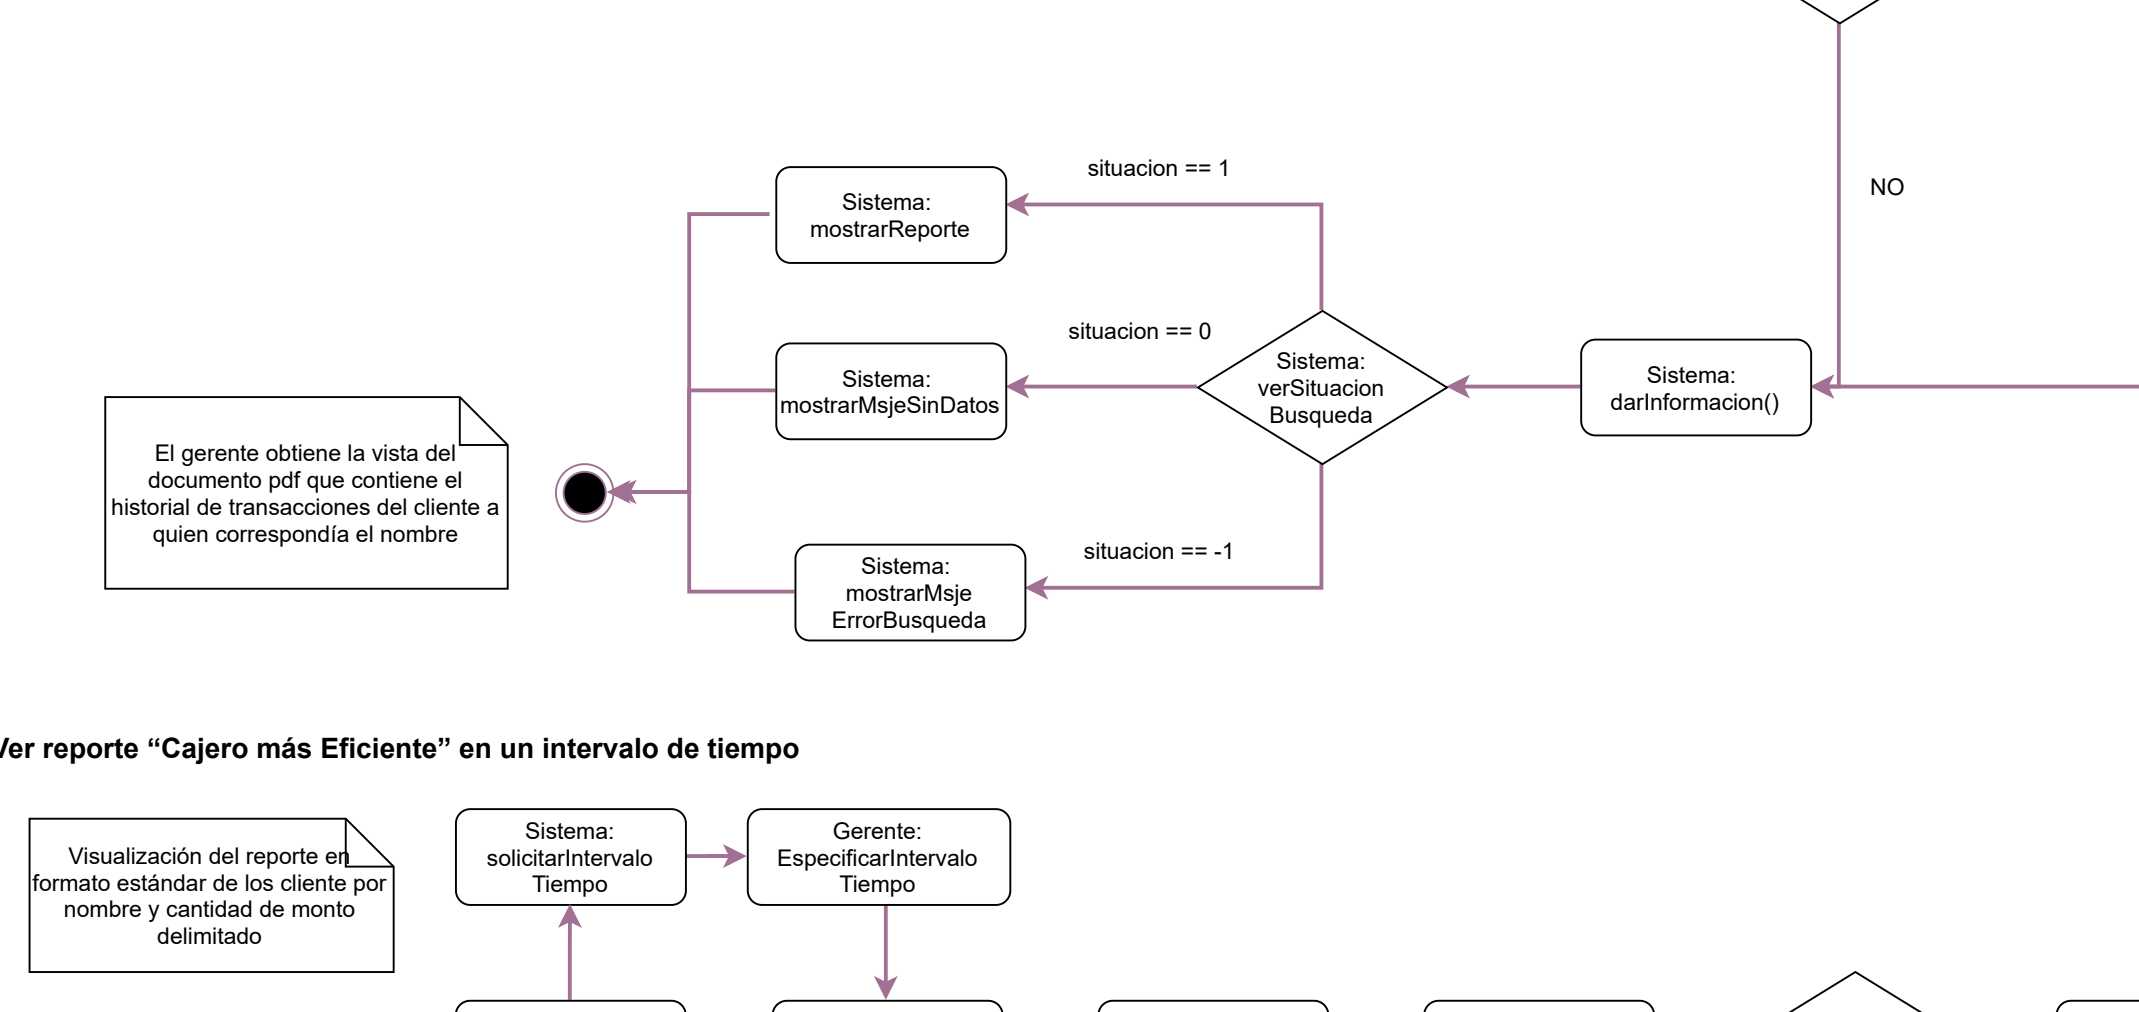 situacion == 1
NO
Sistema:
mostrarReporte
situacion == 0
Sistema:
mostrarMsjeSinDatos
Sistema:
verSituacion
Busqueda
Sistema:
darInformacion()
El gerente obtiene la vista del
documento pdf que contiene el
historial de transacciones del cliente a
quien correspondía el nombre
situacion == -1
Sistema:
mostrarMsje
ErrorBusqueda
Ver reporte “Cajero más Eficiente” en un intervalo de tiempo
Visualización del reporte en
formato estándar de los cliente por
nombre y cantidad de monto
delimitado
Sistema:
solicitarIntervalo
Tiempo
Gerente:
EspecificarIntervalo
Tiempo